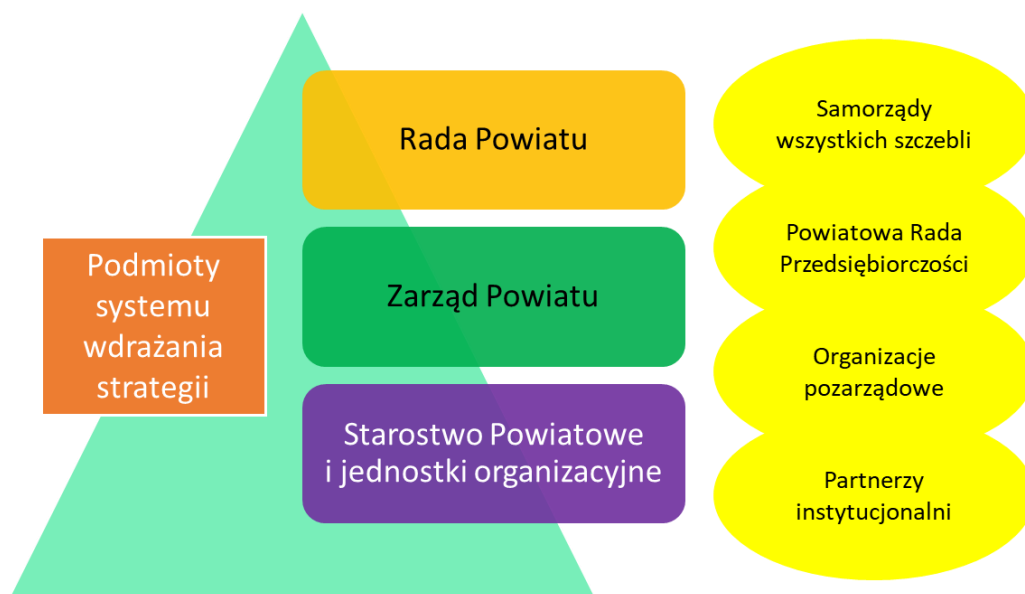 Podmioty
systemu
wdrażania
strategii
Rada Powiatu
Zarząd Powiatu
Starostwo Powiatowe
i jednostki organizacyjne
Samorządy
wszystkich szczebli
Powiatowa Rada
Przedsiębiorczości
Organizacje
pozarządowe
Partnerzy
instytucjonalni